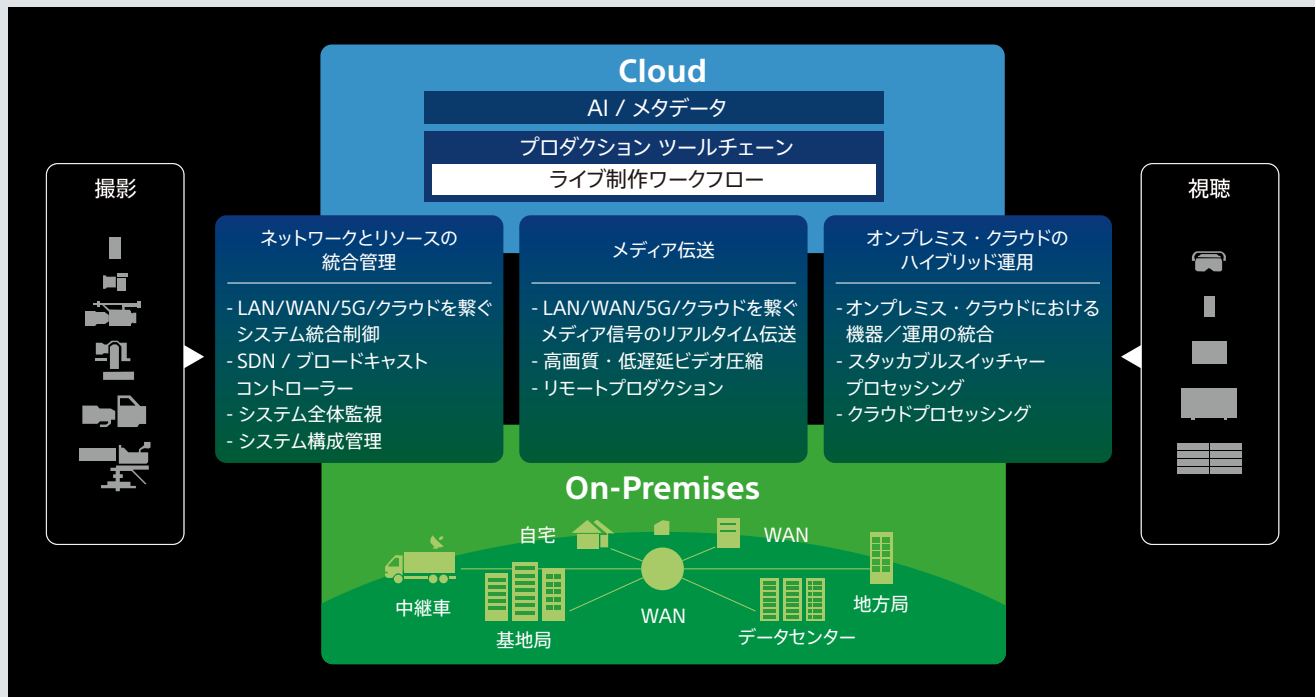 Cloud
AI / メタデータ
プロダクション ツールチェーン
ライブ制作ワークフロー
撮影
視聴
ネットワークとリソースの
統合管理
- LAN/WAN/5G/クラウドを繋ぐ
システム統合制御
- SDN / ブロードキャスト
コントローラー
- システム全体監視
- システム構成管理
メディア伝送
- LAN/WAN/5G/クラウドを繋ぐ
メディア信号のリアルタイム伝送
- 高画質・低遅延ビデオ圧縮
- リモートプロダクション
オンプレミス・クラウドの
ハイブリッド運用
- オンプレミス・クラウドにおける
機器／運用の統合
- スタッカブルスイッチャー
プロセッシング
- クラウドプロセッシング
On-Premises
自宅
WAN
中継車
基地局
WAN
データセンター
地方局